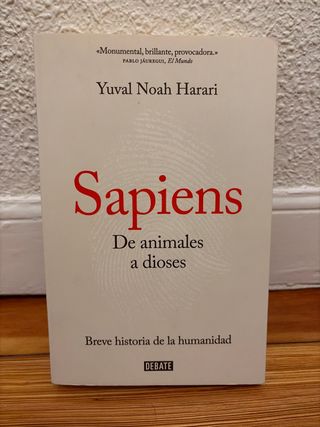 «Monumental, brillante, provocadora.»
PABLO JÁUREGUI, El Mundo
Yuval Noah Harari
Sapiens
De animales
a dioses
Breve historia de la humanidad
DEBATE